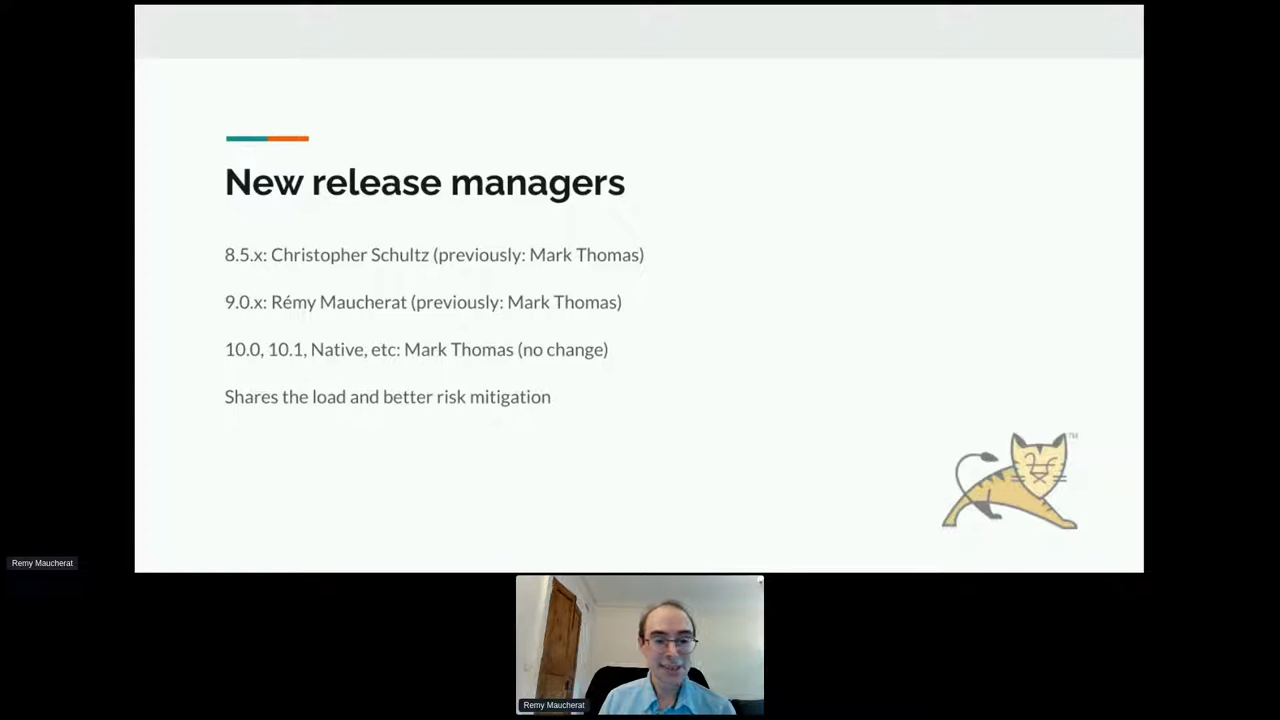 New release managers
8.5.x: Christopher Schultz (previously: Mark Thomas)
9.0.x: Rémy Maucherat (previously: Mark Thomas)
10.0, 10.1, Native, etc: Mark Thomas (no change)
Shares the load and better risk mitigation
TM
Remy Maucherat
Remy Maucherat